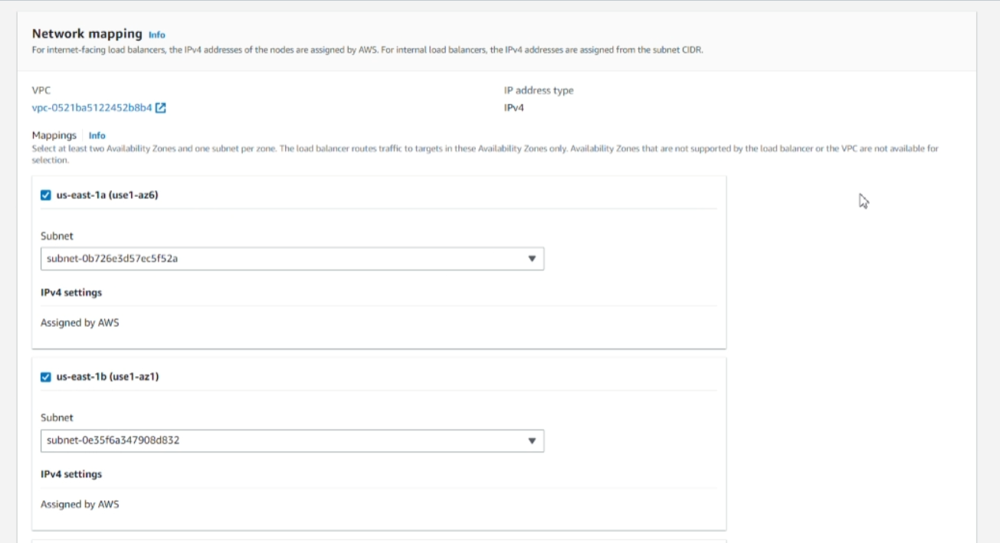 Network mapping Info
For internet-facing load balancers, the IPv4 addresses of the nodes are assigned by AWS. For internal load balancers, the IPv4 addresses are assigned from the subnet CIDR.
VPC
vpc-0521ba5122452b8b4
IP address type
IPv4
Mappings Info
Select at least two Availability Zones and one subnet per zone. The load balancer routes traffic to targets in these Availability Zones only. Availability Zones that are not supported by the load balancer or the VPC are not available for
selection.
us-east-1a (use1-az6)
Subnet
subnet-0b726e3d57ec5f52a
IPv4 settings
Assigned by AWS
us-east-1b (use1-az1)
Subnet
subnet-0e35f6a347908d832
IPv4 settings
Assigned by AWS